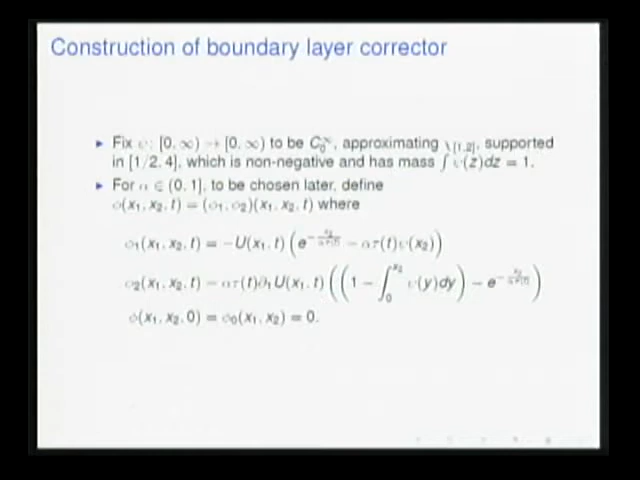 Construction of boundary layer corrector
Fix ψ : [0, ∞) → [0, ∞) to be C₀^∞, approximating χ_[1,2], supported
in [1/2, 4], which is non-negative and has mass ∫ ψ(z)dz = 1.
For α ∈ (0, 1], to be chosen later, define
φ(x₁, x₂, t) = (φ₁, φ₂)(x₁, x₂, t) where
φ₁(x₁, x₂, t) = −U(x₁, t) ( e^{−x₂/ατ(t)} − ατ(t)ψ(x₂) )
φ₂(x₁, x₂, t) = ατ(t)∂₁U(x₁, t) ( ( 1 − ∫₀^{x₂} ψ(y)dy ) − e^{−x₂/ατ(t)} )
φ(x₁, x₂, 0) = φ₀(x₁, x₂) = 0.